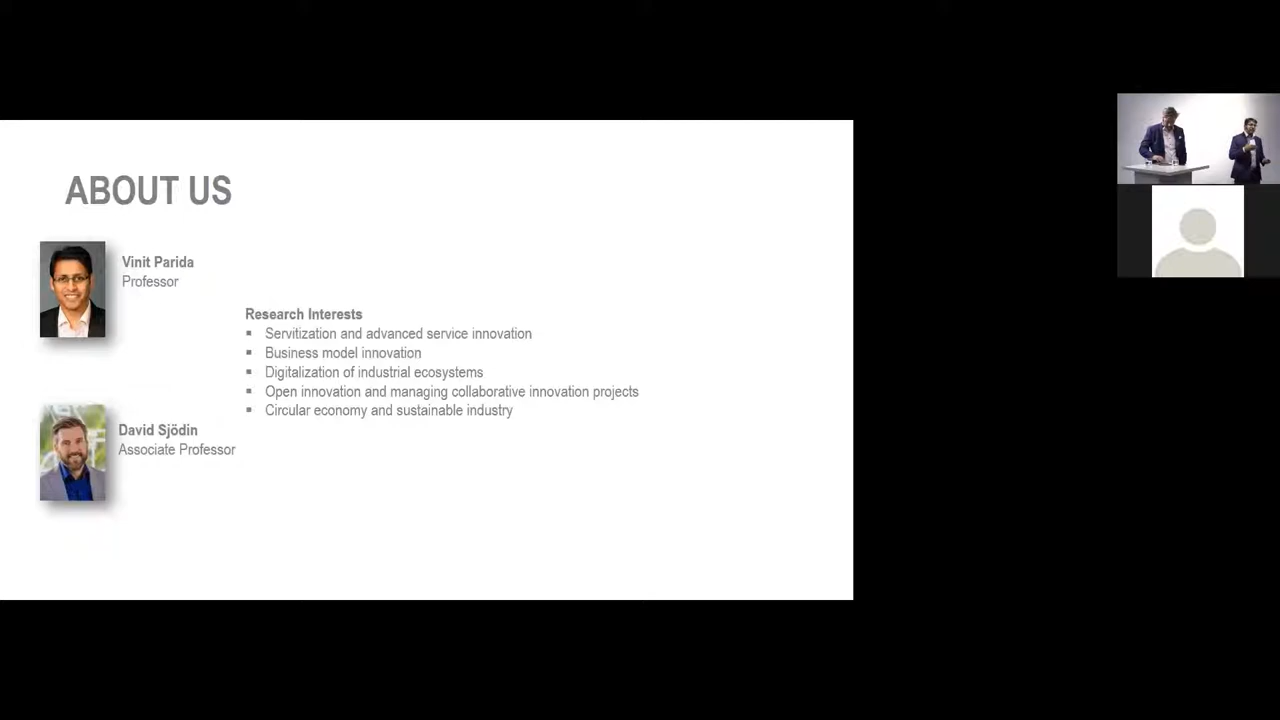 ABOUT US
Vinit Parida
Professor
Research Interests
▪ Servitization and advanced service innovation
▪ Business model innovation
▪ Digitalization of industrial ecosystems
▪ Open innovation and managing collaborative innovation projects
▪ Circular economy and sustainable industry
David Sjödin
Associate Professor